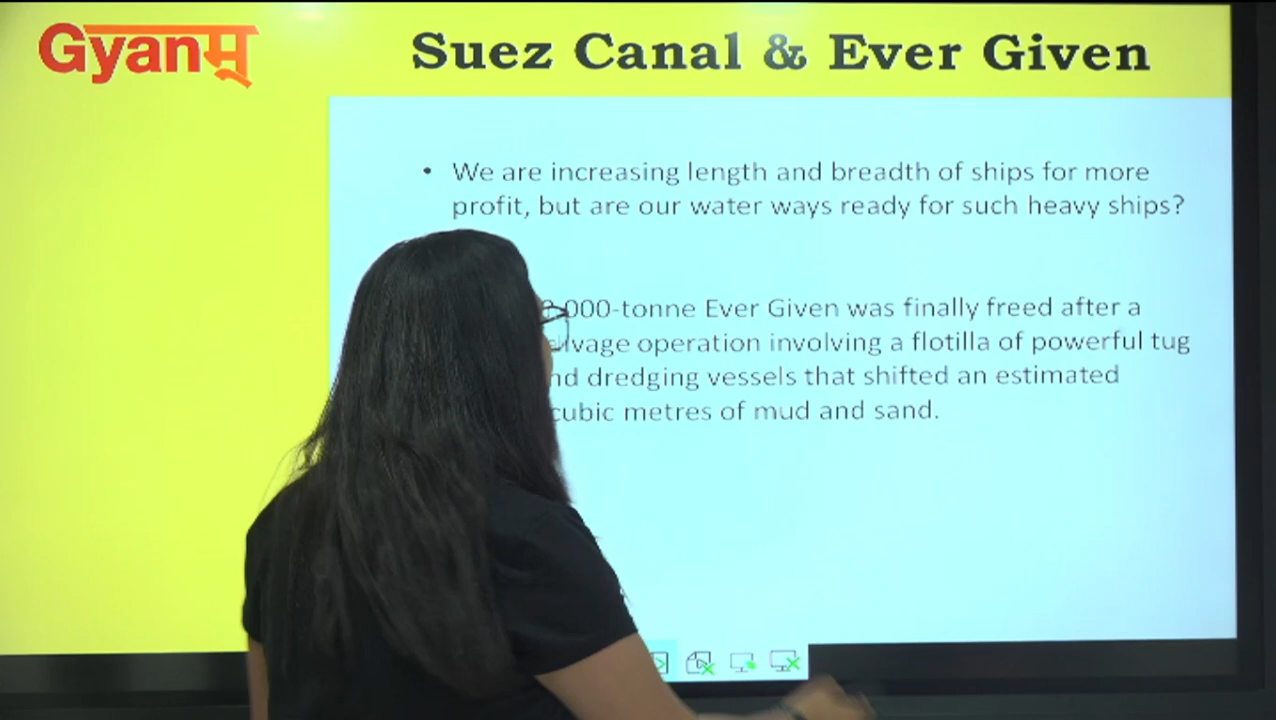 Gyanम्
Suez Canal & Ever Given
• We are increasing length and breadth of ships for more
profit, but are our water ways ready for such heavy ships?
000-tonne Ever Given was finally freed after a
operation involving a flotilla of powerful tug
dredging vessels that shifted an estimated
cubic metres of mud and sand.